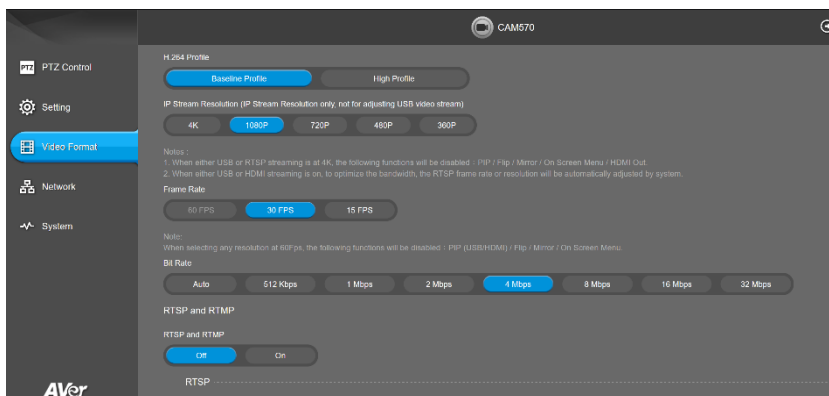 CAM570
PTZ PTZ Control
Setting
Video Format
Network
System
AVer
H.264 Profile
Baseline Profile High Profile
IP Stream Resolution (IP Stream Resolution only, not for adjusting USB video stream)
4K 1080P 720P 480P 360P
Notes :
1. When either USB or RTSP streaming is at 4K, the following functions will be disabled : PIP / Flip / Mirror / On Screen Menu / HDMI Out.
2. When either USB or HDMI streaming is on, to optimize the bandwidth, the RTSP frame rate or resolution will be automatically adjusted by system.
Frame Rate
60 FPS 30 FPS 15 FPS
Note:
When selecting any resolution at 60Fps, the following functions will be disabled : PIP (USB/HDMI) / Flip / Mirror / On Screen Menu.
Bit Rate
Auto 512 Kbps 1 Mbps 2 Mbps 4 Mbps 8 Mbps 16 Mbps 32 Mbps
RTSP and RTMP
RTSP and RTMP
Off On
RTSP